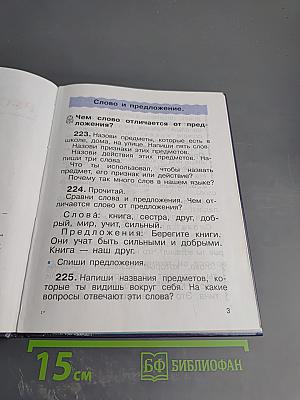 Слово и предложение.
Чем слово отличается от пред-
ложения?
223. Назови предметы, которые есть в
школе, дома, на улице. Напиши пять слов.
Назови признаки этих предметов.
Назови действия этих предметов. На-
пиши три слова.
Что ты использовал, чтобы назвать
предмет, его признак или действие?
Почему так много слов в нашем языке?
224. Прочитай.
Сравни слова и предложения. Чем от-
личается слово от предложения?
Слова́: книга, сестра, друг, доб-
рый, мир, учит, сильный.
Предложения: Берегите книги.
Они учат быть сильными и добрыми.
Книга — наш друг.
• Спиши предложения.
225. Напиши названия предметов, кото-
рые ты видишь вокруг себя. На какие
вопросы отвечают эти слова?
1*
3
15 см
БФ БИБЛИОФАН